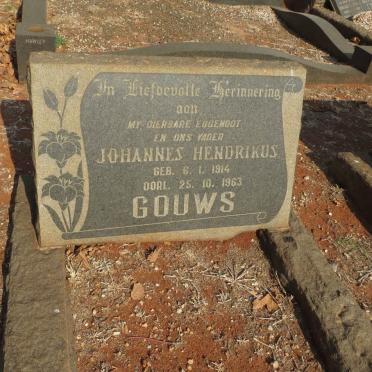 In Liefdevolle Herinnering
aan
MY DIERBARE EGGENOOT
EN ONS VADER
JOHANNES HENDRIKUS
GEB. 6. 1. 1914
OORL. 25. 10. 1963
GOUWS